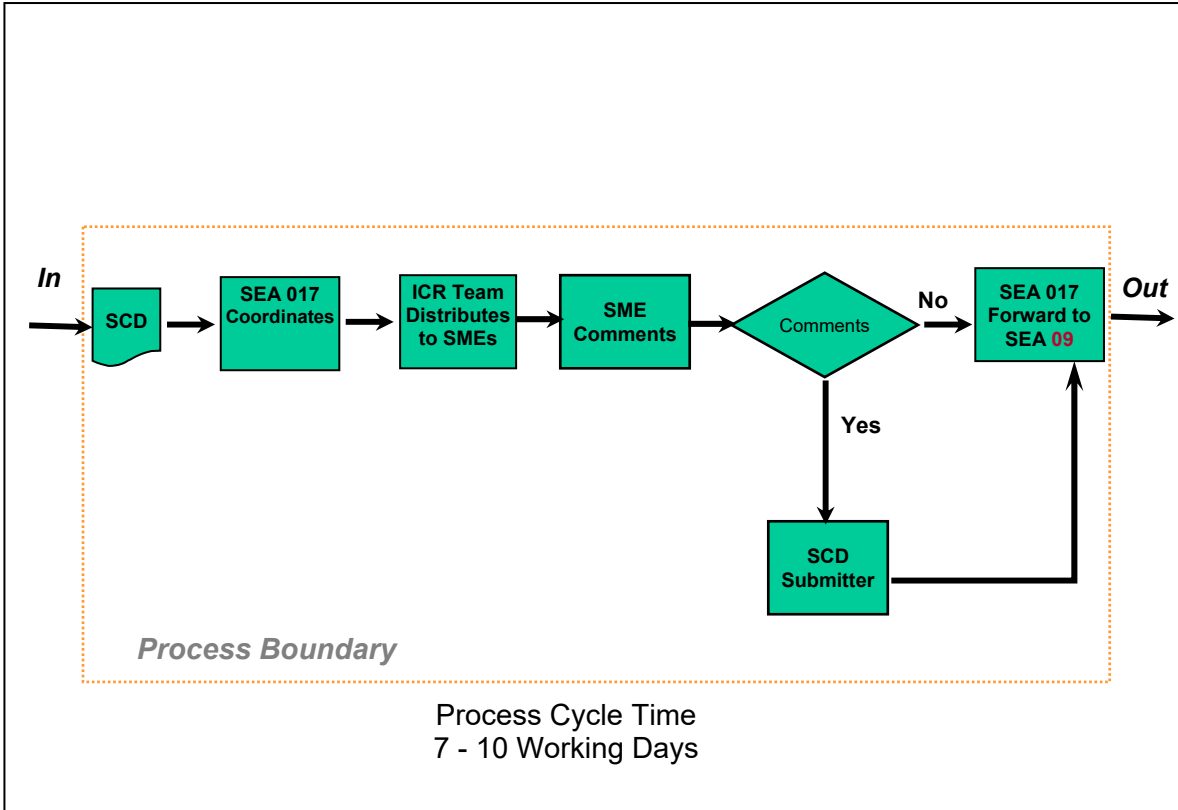 In
SCD
SEA 017
Coordinates
ICR Team
Distributes
to SMEs
SME
Comments
Comments
No
SEA 017
Forward to
SEA 09
Out
Yes
SCD
Submitter
Process Boundary
Process Cycle Time
7 - 10 Working Days